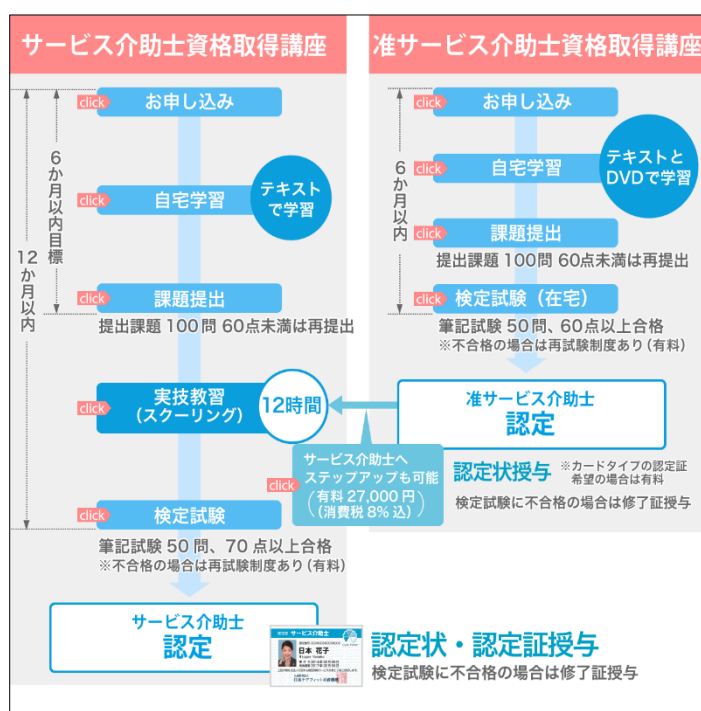 サービス介助士資格取得講座
click
お申し込み
click
自宅学習
テキスト
で学習
click
課題提出
提出課題 100問 60点未満は再提出
6か月以内目標
12か月以内
click
実技教習
(スクーリング)
12時間
click
検定試験
筆記試験 50問、70点以上合格
※不合格の場合は再試験制度あり(有料)
サービス介助士
認定
准サービス介助士資格取得講座
click
お申し込み
click
自宅学習
テキストと
DVDで学習
click
課題提出
提出課題 100問 60点未満は再提出
click
検定試験（在宅）
6か月以内
筆記試験 50問、60点以上合格
※不合格の場合は再試験制度あり(有料)
准サービス介助士
認定
click
サービス介助士へ
ステップアップも可能
(有料 27,000円
(消費税 8% 込))
認定状授与
※カードタイプの認定証
希望の場合は有料
検定試験に不合格の場合は修了証授与
サービス介助士
日本 花子
認定状・認定証授与
検定試験に不合格の場合は修了証授与